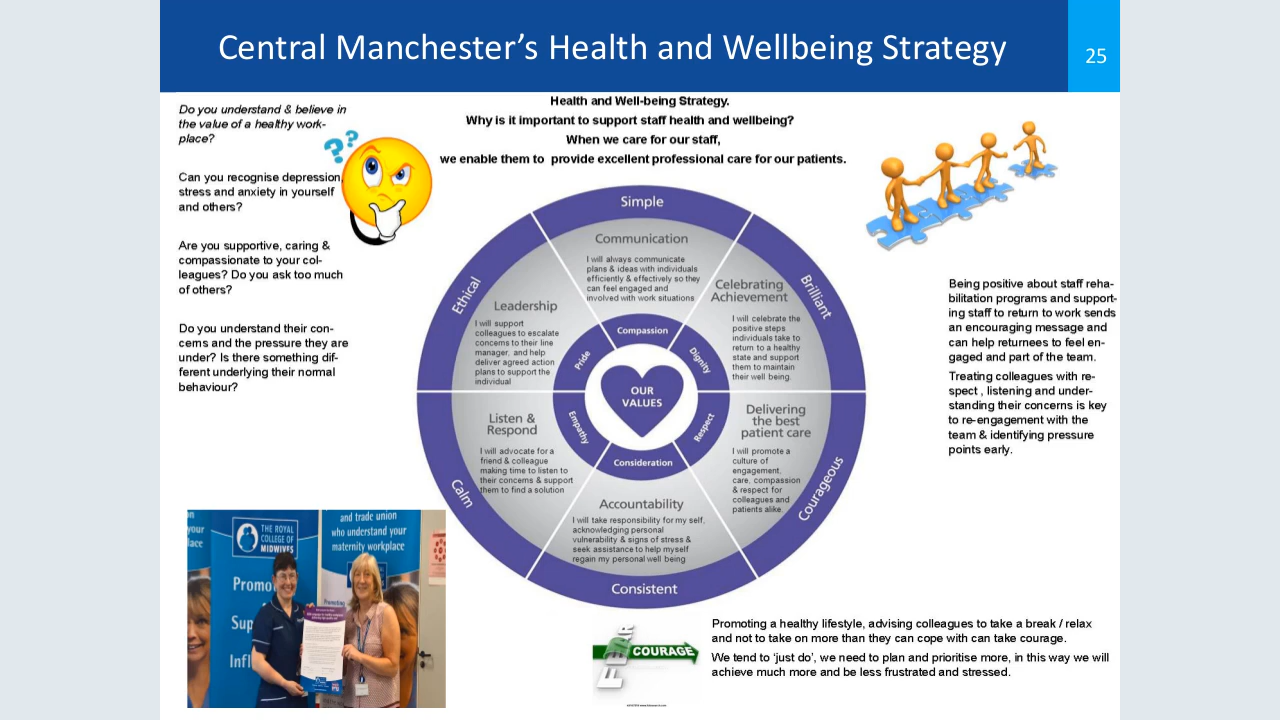 Central Manchester's Health and Wellbeing Strategy
25
Do you understand & believe in
the value of a healthy work-
place?
Can you recognise depression,
stress and anxiety in yourself
and others?
Are you supportive, caring &
compassionate to your col-
leagues? Do you ask too much
of others?
Do you understand their con-
cerns and the pressure they are
under? Is there something dif-
ferent underlying their normal
behaviour?
Health and Well-being Strategy.
Why is it important to support staff health and wellbeing?
When we care for our staff,
we enable them to provide excellent professional care for our patients.
Simple
Communication
I will always communicate
plans & ideas with individuals
efficiently & effectively so they
can feel engaged and
involved with work situations
Brilliant
Celebrating
Achievement
I will celebrate the
positive steps
individuals take to
return to a healthy
state and support
them to maintain
their well being.
Courageous
Delivering
the best
patient care
I will promote a
culture of
engagement,
care, compassion
& respect for
colleagues and
patients alike.
Consistent
Accountability
I will take responsibility for my self,
acknowledging personal
vulnerability & signs of stress &
seek assistance to help myself
regain my personal well being
Calm
Listen &
Respond
I will advocate for a
friend & colleague
making time to listen to
their concerns & support
them to find a solution
Ethical
Leadership
I will support
colleagues to escalate
concerns to their line
manager, and help
deliver agreed action
plans to support the
individual
Compassion
Dignity
Respect
Consideration
Empathy
Pride
OUR
VALUES
Being positive about staff reha-
bilitation programs and support-
ing staff to return to work sends
an encouraging message and
can help returnees to feel en-
gaged and part of the team.
Treating colleagues with re-
spect , listening and under-
standing their concerns is key
to re-engagement with the
team & identifying pressure
points early.
your
lace
THE ROYAL
COLLEGE OF
MIDWIVES
Promo
Sup
Infl
and trade union
who understand your
maternity workplace
COURAGE
Promoting a healthy lifestyle, advising colleagues to take a break / relax
and not to take on more than they can cope with can take courage.
We tend to 'just do', we need to plan and prioritise more, in this way we will
achieve much more and be less frustrated and stressed.